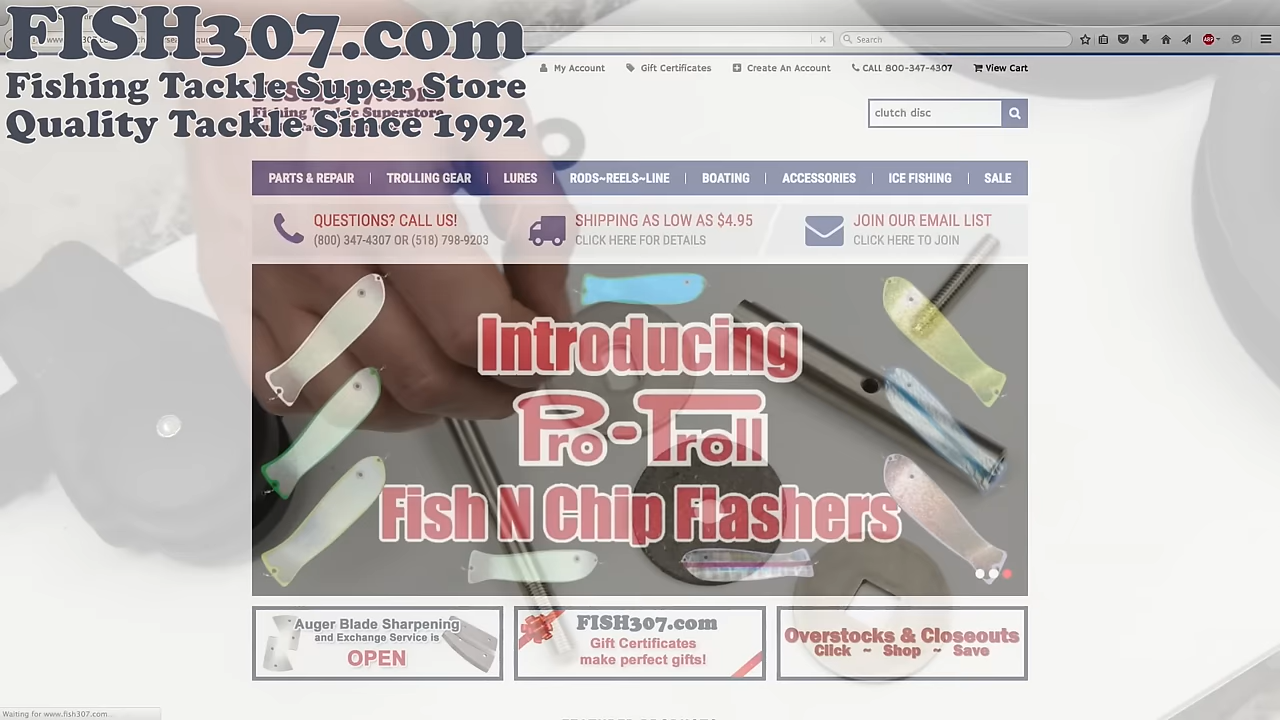 FISH307.com
Fishing Tackle Super Store
Quality Tackle Since 1992
Search
My Account
Gift Certificates
Create An Account
CALL 800-347-4307
View Cart
Fishing Tackle Superstore
clutch disc
PARTS & REPAIR
TROLLING GEAR
LURES
RODS~REELS~LINE
BOATING
ACCESSORIES
ICE FISHING
SALE
QUESTIONS? CALL US!
(800) 347-4307 OR (518) 798-9203
SHIPPING AS LOW AS $4.95
CLICK HERE FOR DETAILS
JOIN OUR EMAIL LIST
CLICK HERE TO JOIN
Introducing
Pro-Troll
Fish N Chip Flashers
Auger Blade Sharpening
and Exchange Service is
OPEN
FISH307.com
Gift Certificates
make perfect gifts!
Overstocks & Closeouts
Click ~ Shop ~ Save
Waiting for www.fish307.com...